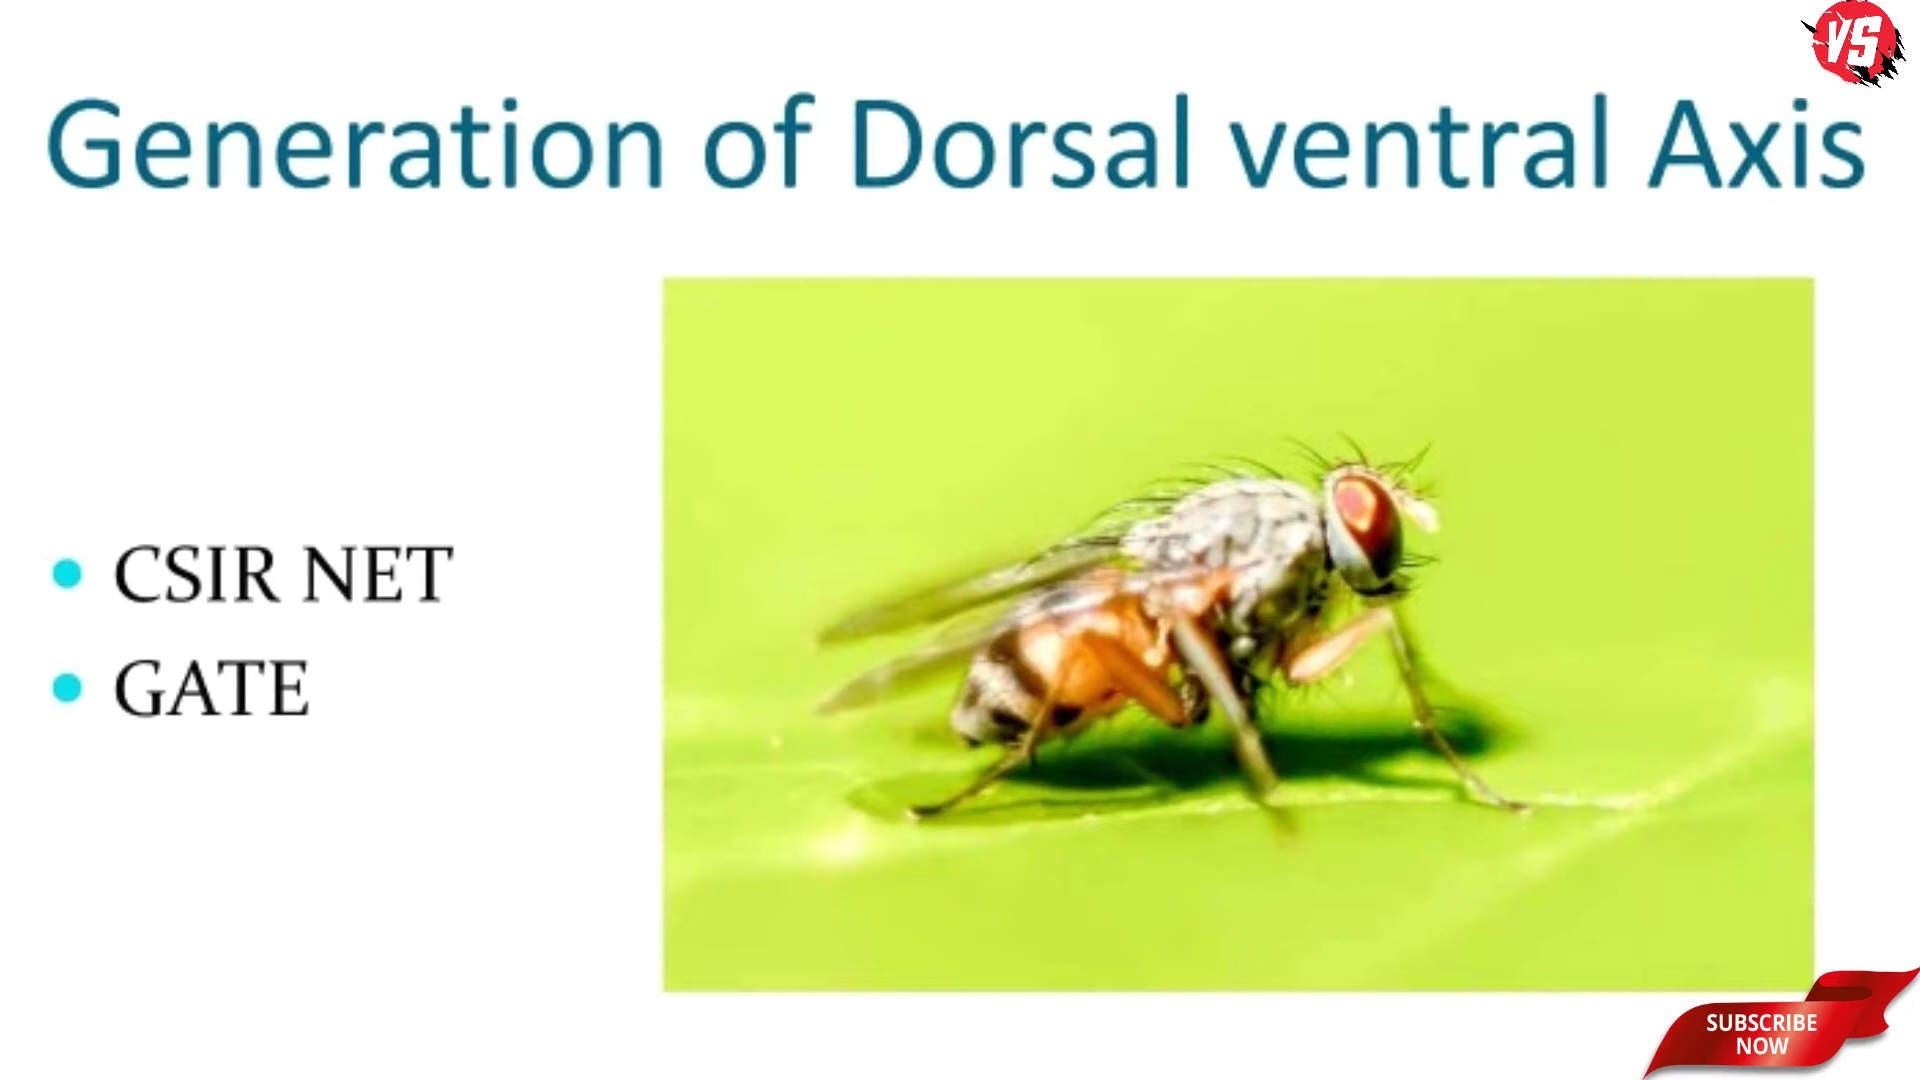 VS
Generation of Dorsal ventral Axis
CSIR NET
GATE
SUBSCRIBE
NOW